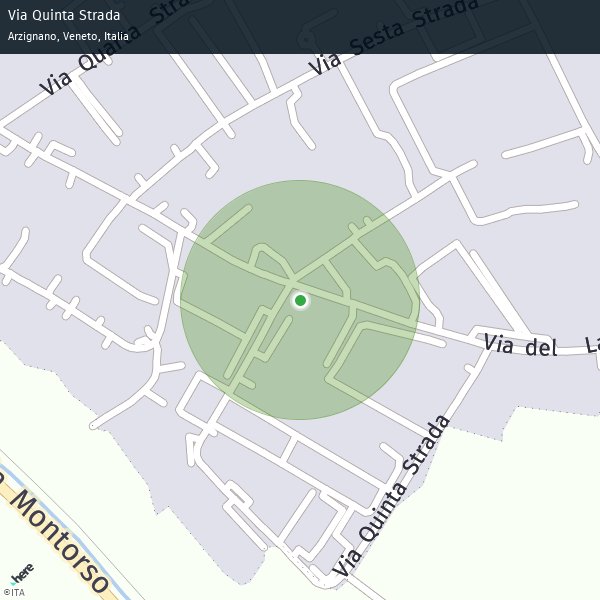 Via Quinta Strada
Arzignano, Veneto, Italia
Via Quarta Stra
Via Sesta Strada
Via del La
Via Quinta Strada
Montorso
here
©ITA